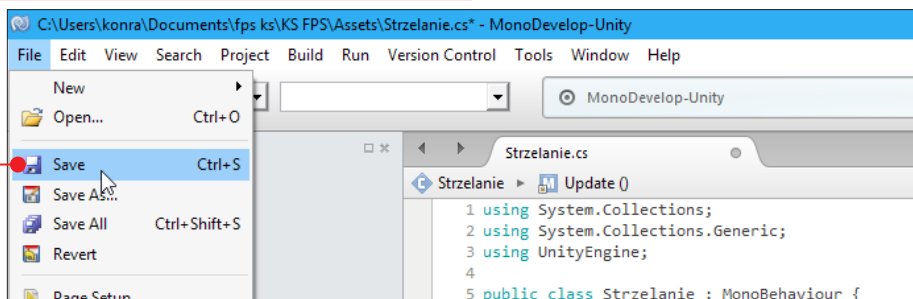 C:\Users\konra\Documents\fps ks\KS FPS\Assets\Strzelanie.cs* - MonoDevelop-Unity
File Edit View Search Project Build Run Version Control Tools Window Help
New
MonoDevelop-Unity
Open... Ctrl+O
Save Ctrl+S
Strzelanie.cs
Save As...
Strzelanie Update ()
Save All Ctrl+Shift+S
Revert
Page Setup
1 using System.Collections;
2 using System.Collections.Generic;
3 using UnityEngine;
4
5 public class Strzelanie : MonoBehaviour {